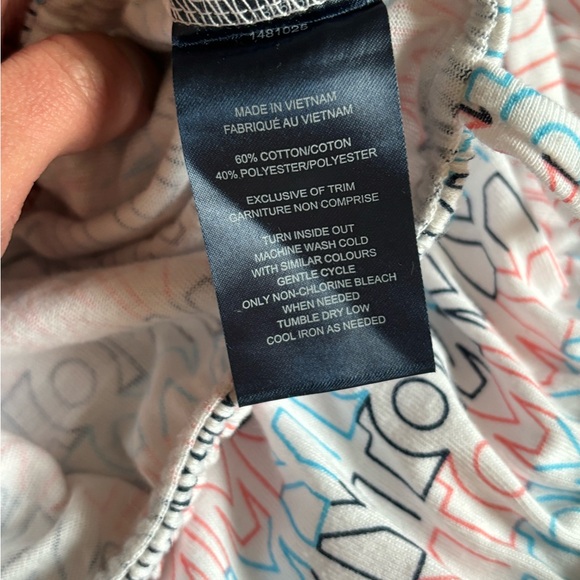 1481025
MADE IN VIETNAM
FABRIQUÉ AU VIETNAM
60% COTTON/COTON
40% POLYESTER/POLYESTER
EXCLUSIVE OF TRIM
GARNITURE NON COMPRISE
TURN INSIDE OUT
MACHINE WASH COLD
WITH SIMILAR COLOURS
GENTLE CYCLE
ONLY NON-CHLORINE BLEACH
WHEN NEEDED
TUMBLE DRY LOW
COOL IRON AS NEEDED